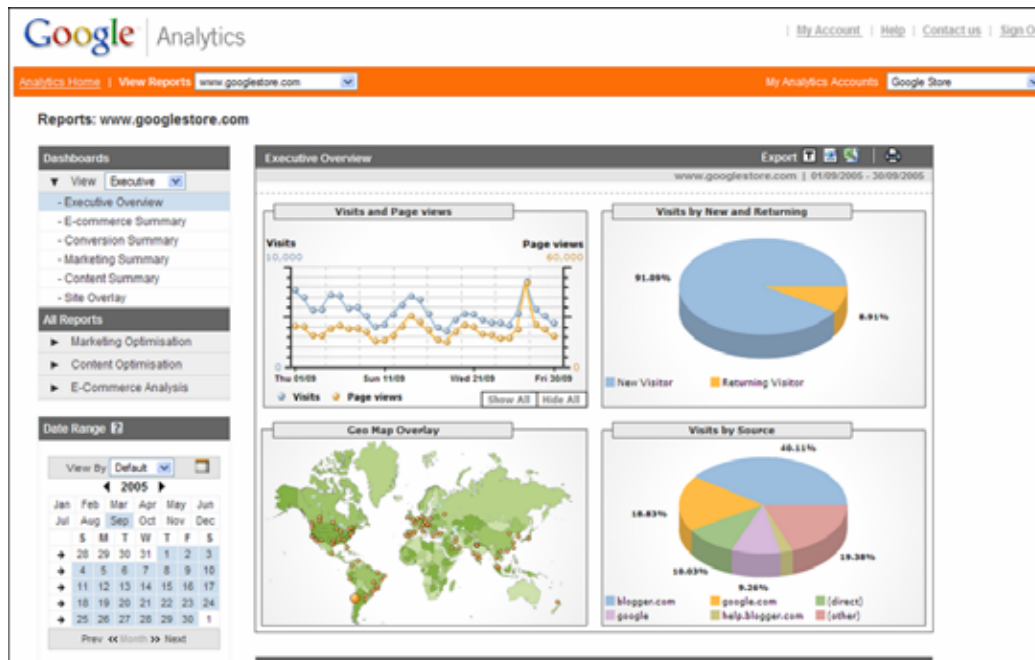 Google Analytics
| My Account | Help | Contact us | Sign O
Analytics Home | View Reports www.googlestore.com
My Analytics Accounts Google Store
Reports: www.googlestore.com
Dashboards
View Executive
- Executive Overview
- E-commerce Summary
- Conversion Summary
- Marketing Summary
- Content Summary
- Site Overlay
All Reports
Marketing Optimisation
Content Optimisation
E-Commerce Analysis
Date Range ?
View By Default
2005
Jan Feb Mar Apr May Jun
Jul Aug Sep Oct Nov Dec
S M T W T F S
28 29 30 31 1 2 3
4 5 6 7 8 9 10
11 12 13 14 15 16 17
18 19 20 21 22 23 24
25 26 27 28 29 30 1
Prev << Month >> Next
Executive Overview
Export T
www.googlestore.com | 01/09/2005 - 30/09/2005
Visits and Page views
Visits Page views
10,000 60,000
0 0
Thu 01/09 Sun 11/09 Wed 21/09 Fri 30/09
Visits Page views Show All Hide All
Visits by New and Returning
91.09%
8.91%
New Visitor Returning Visitor
Geo Map Overlay
Visits by Source
40.11%
18.83%
19.38%
10.03%
9.26%
blogger.com google.com (direct)
google help.blogger.com (other)